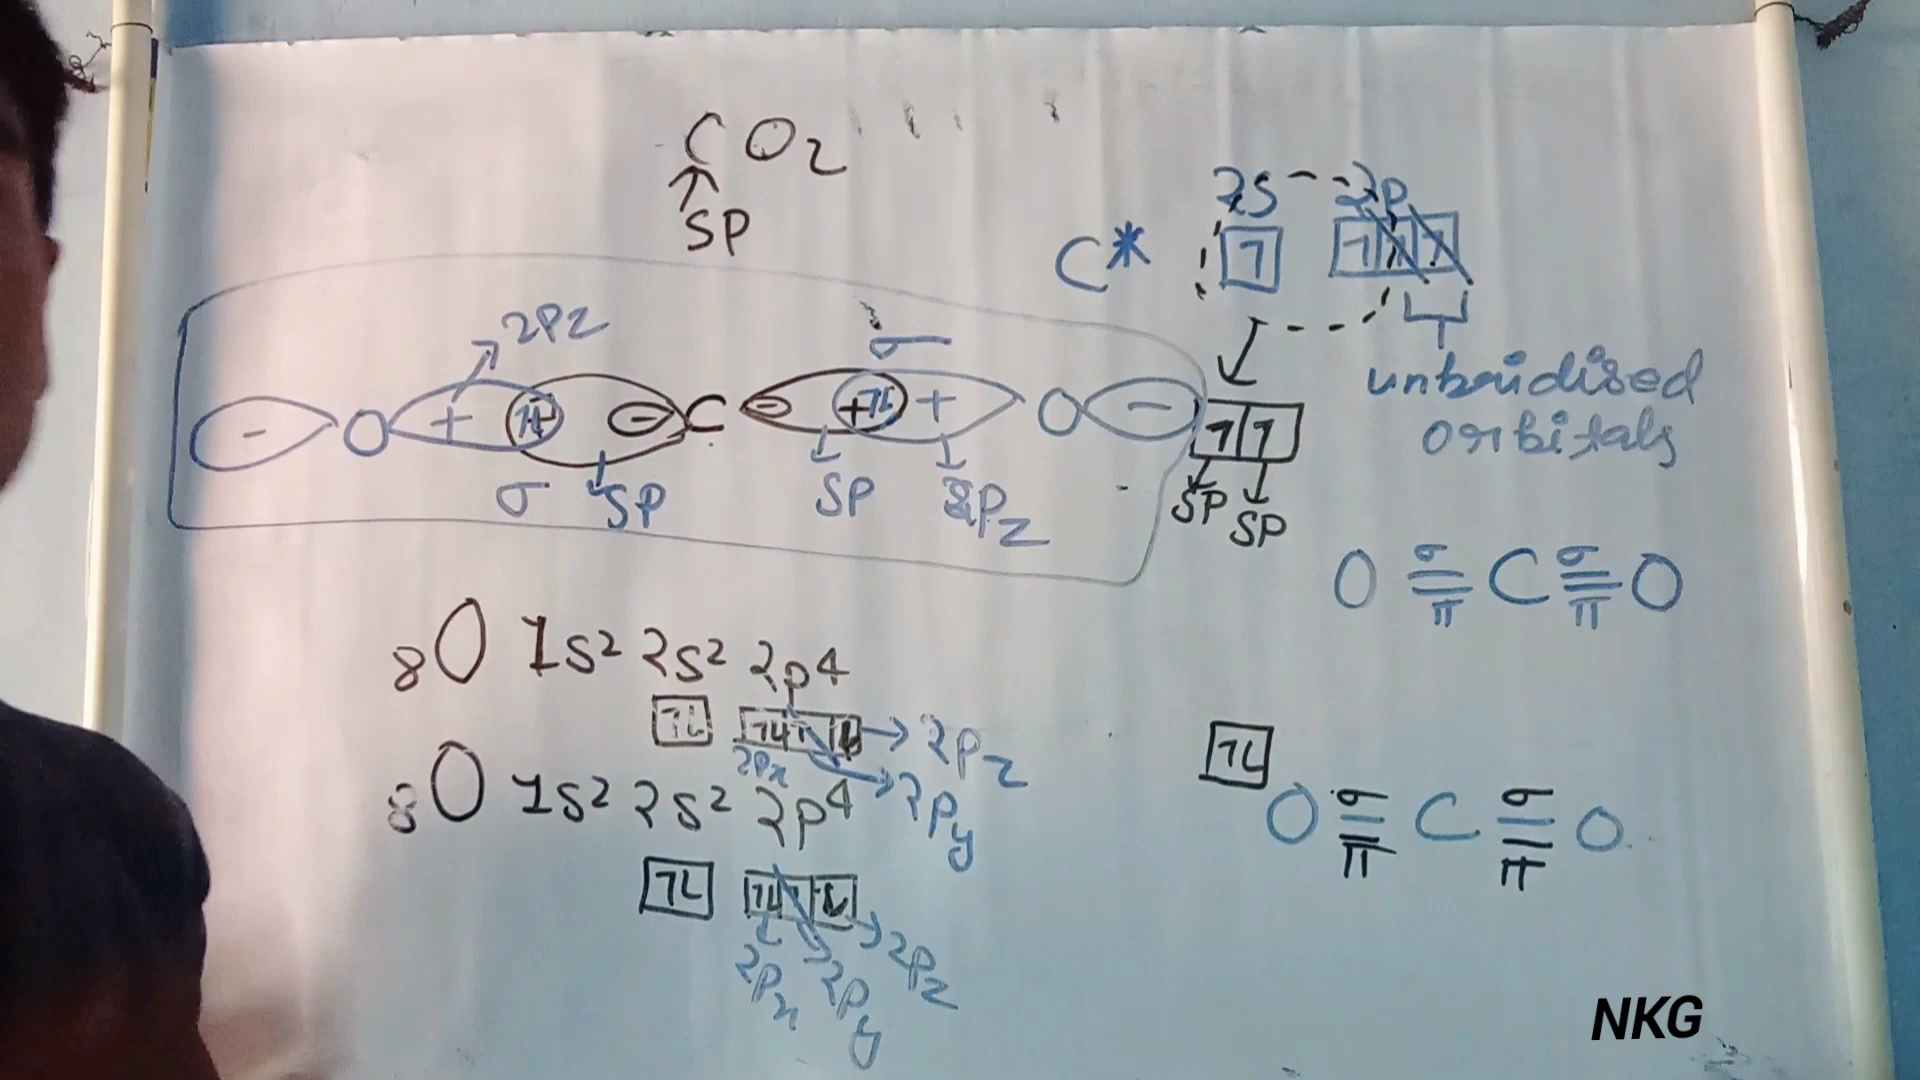 CO2
SP
C* 2S 2P
unbridised
orbitals
SP SP
2PZ
σ
- O + - C - + + O -
σ SP SP 2PZ
O σ π C σ π O
8O 1s² 2s² 2p⁴
2Px 2Py 2PZ
8O 1s² 2s² 2p⁴
2Px 2Py 2PZ
O σ π C σ π O
NKG